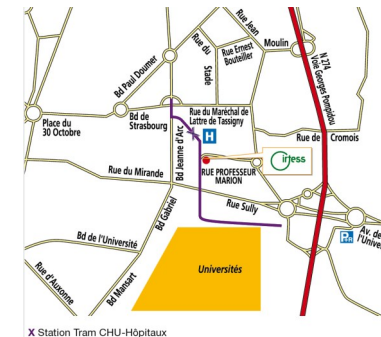 Rue Jean
Moulin
Rue du
Stade
Rue Ernest
Bouteiller
N 274
Voie Georges Pompidou
Bd Paul Doumer
Place du
30 Octobre
Bd de
Strasbourg
Rue du Maréchal de
Lattre de Tassigny
H
Rue de Cromois
irtess
Bd Jeanne d'Arc
RUE PROFESSEUR
MARION
Rue du Mirande
Rue Sully
Bd Gabriel
Av. de
l'Univer
Bd de l'Université
Rue d'Auxonne
Bd Mansart
Universités
X Station Tram CHU-Hôpitaux